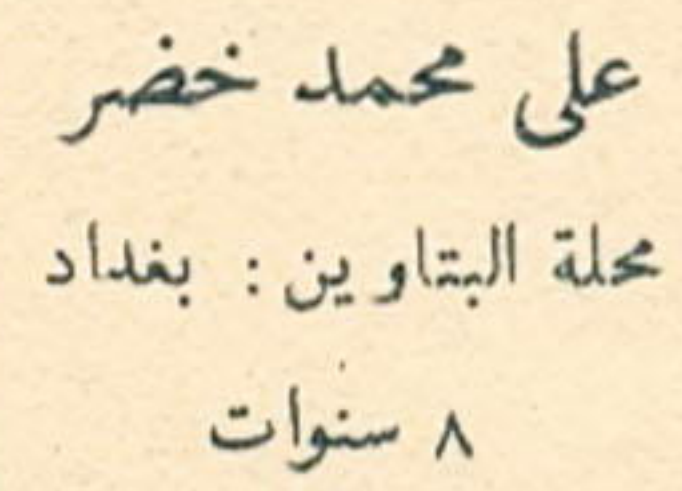 على محمد خضر
محلة البتاوين : بغداد
٨ سنوات